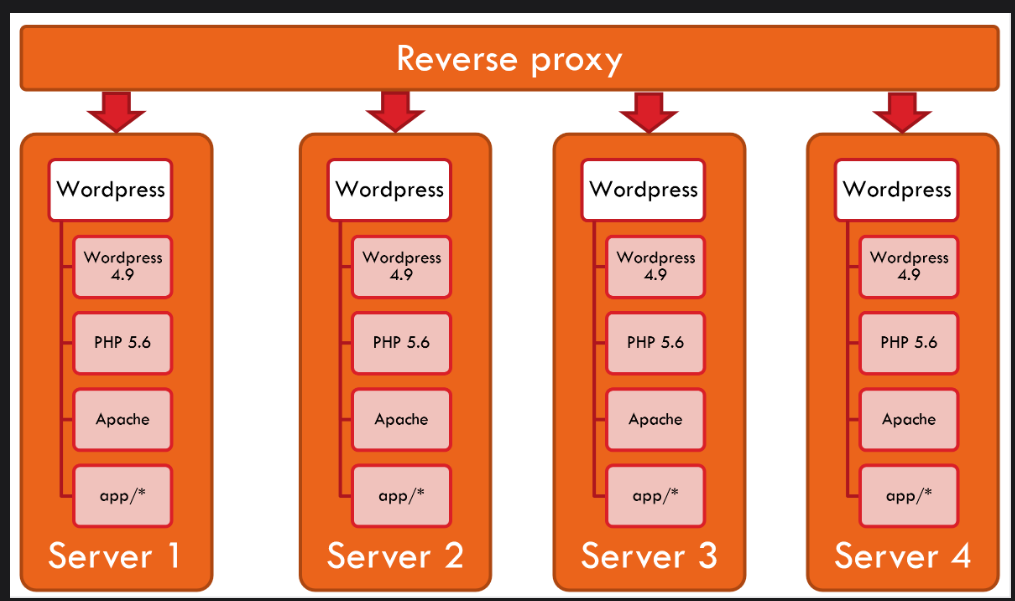 Reverse proxy
Wordpress
Wordpress
4.9
PHP 5.6
Apache
app/*
Server 1
Wordpress
Wordpress
4.9
PHP 5.6
Apache
app/*
Server 2
Wordpress
Wordpress
4.9
PHP 5.6
Apache
app/*
Server 3
Wordpress
Wordpress
4.9
PHP 5.6
Apache
app/*
Server 4